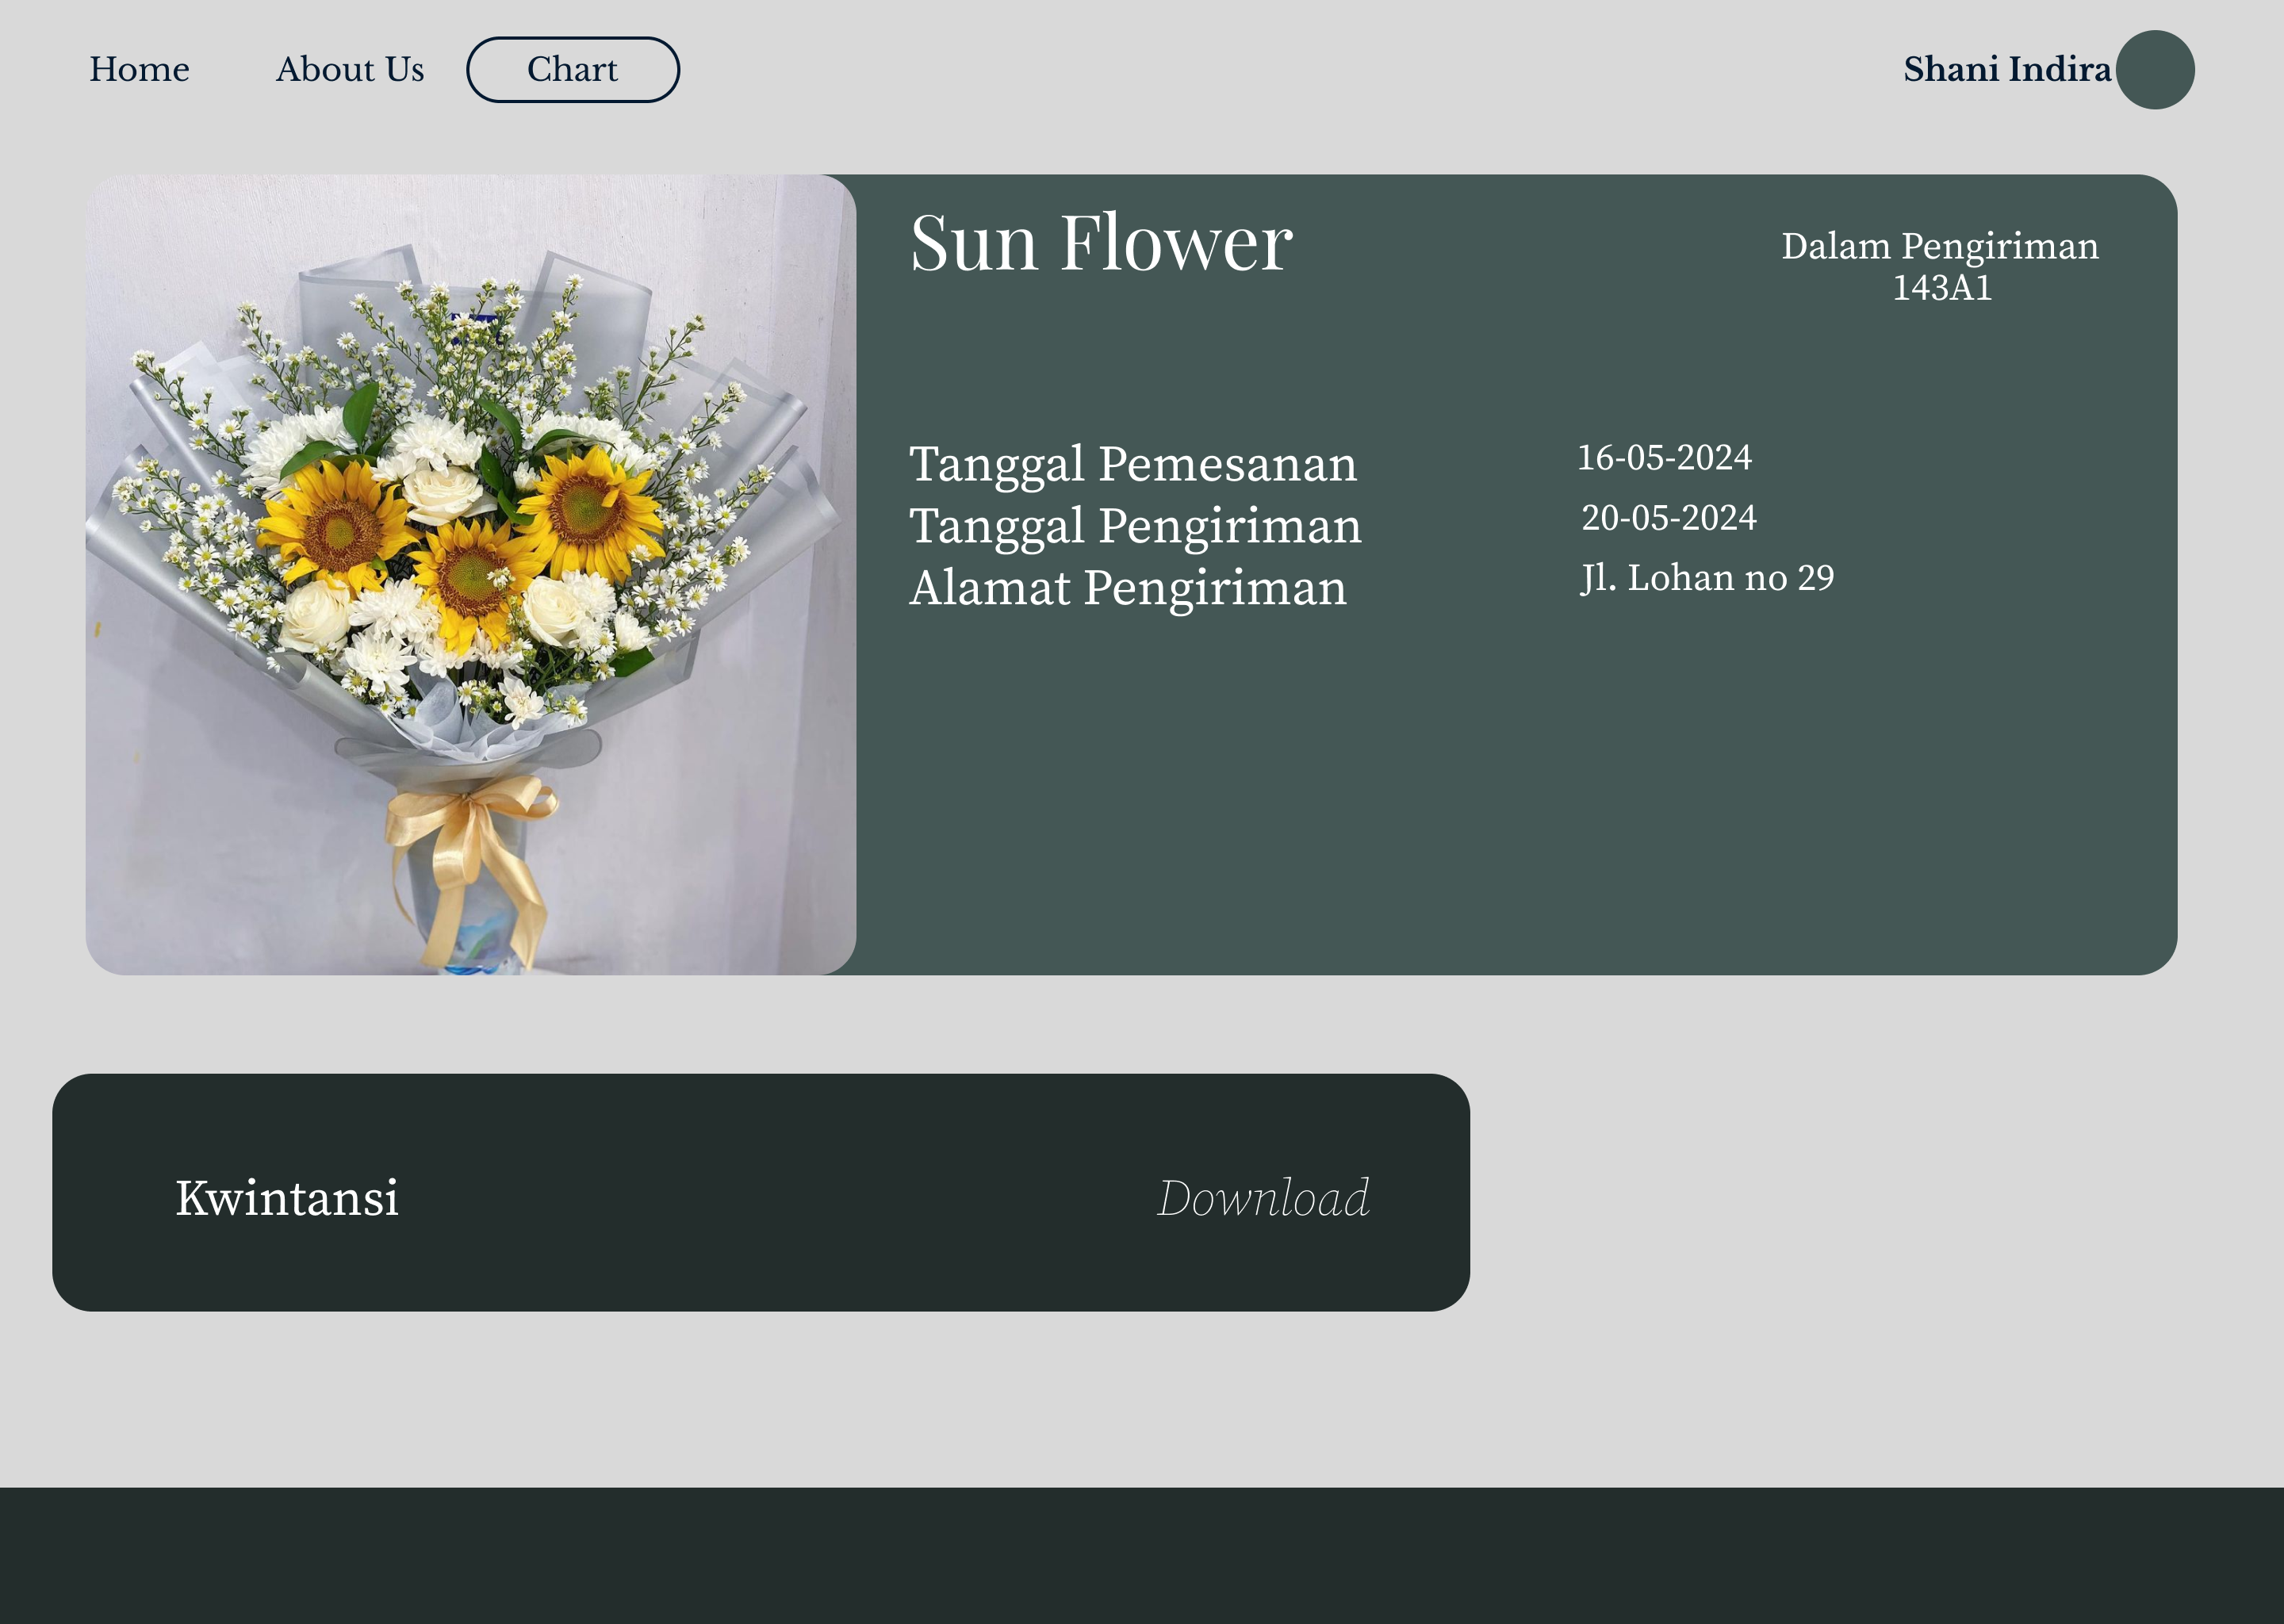 Home About Us Chart Shani Indira
Sun Flower
Dalam Pengiriman
143A1
Tanggal Pemesanan 16-05-2024
Tanggal Pengiriman 20-05-2024
Alamat Pengiriman Jl. Lohan no 29
Kwintansi Download